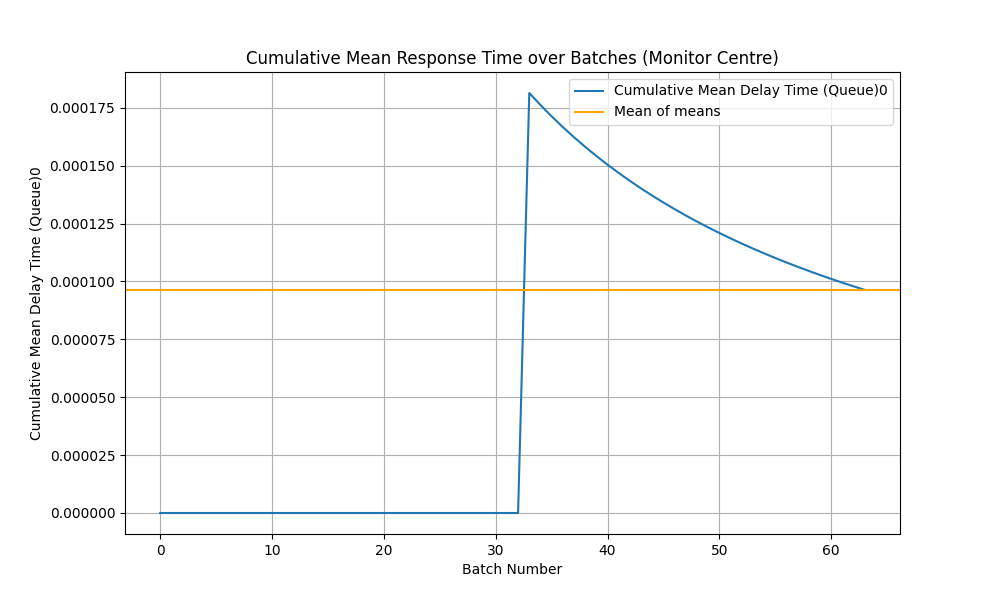 Cumulative Mean Response Time over Batches (Monitor Centre)
Cumulative Mean Delay Time (Queue)0
Mean of means
Cumulative Mean Delay Time (Queue)0
0.000175
0.000150
0.000125
0.000100
0.000075
0.000050
0.000025
0.000000
0 10 20 30 40 50 60
Batch Number